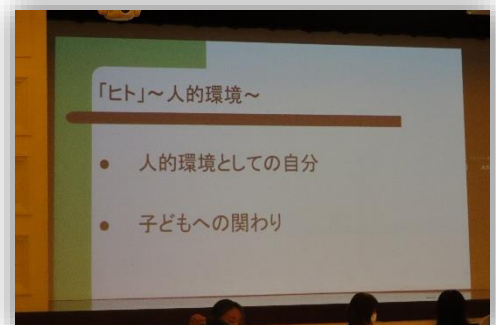 「ヒト」～人的環境～
● 人的環境としての自分
● 子どもへの関わり